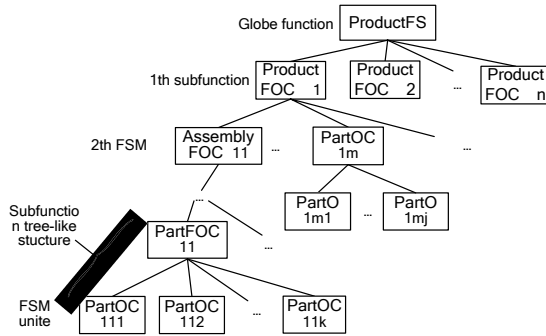 Globe function
ProductFS
1th subfunction
Product
FOC 1
Product
FOC 2
...
Product
FOC n
2th FSM
Assembly
FOC 11
...
PartOC
1m
...
...
PartO
1m1
...
PartO
1mj
Subfunctio
n tree-like
stucture
PartFOC
11
...
FSM
unite
PartOC
111
PartOC
112
...
PartOC
11k